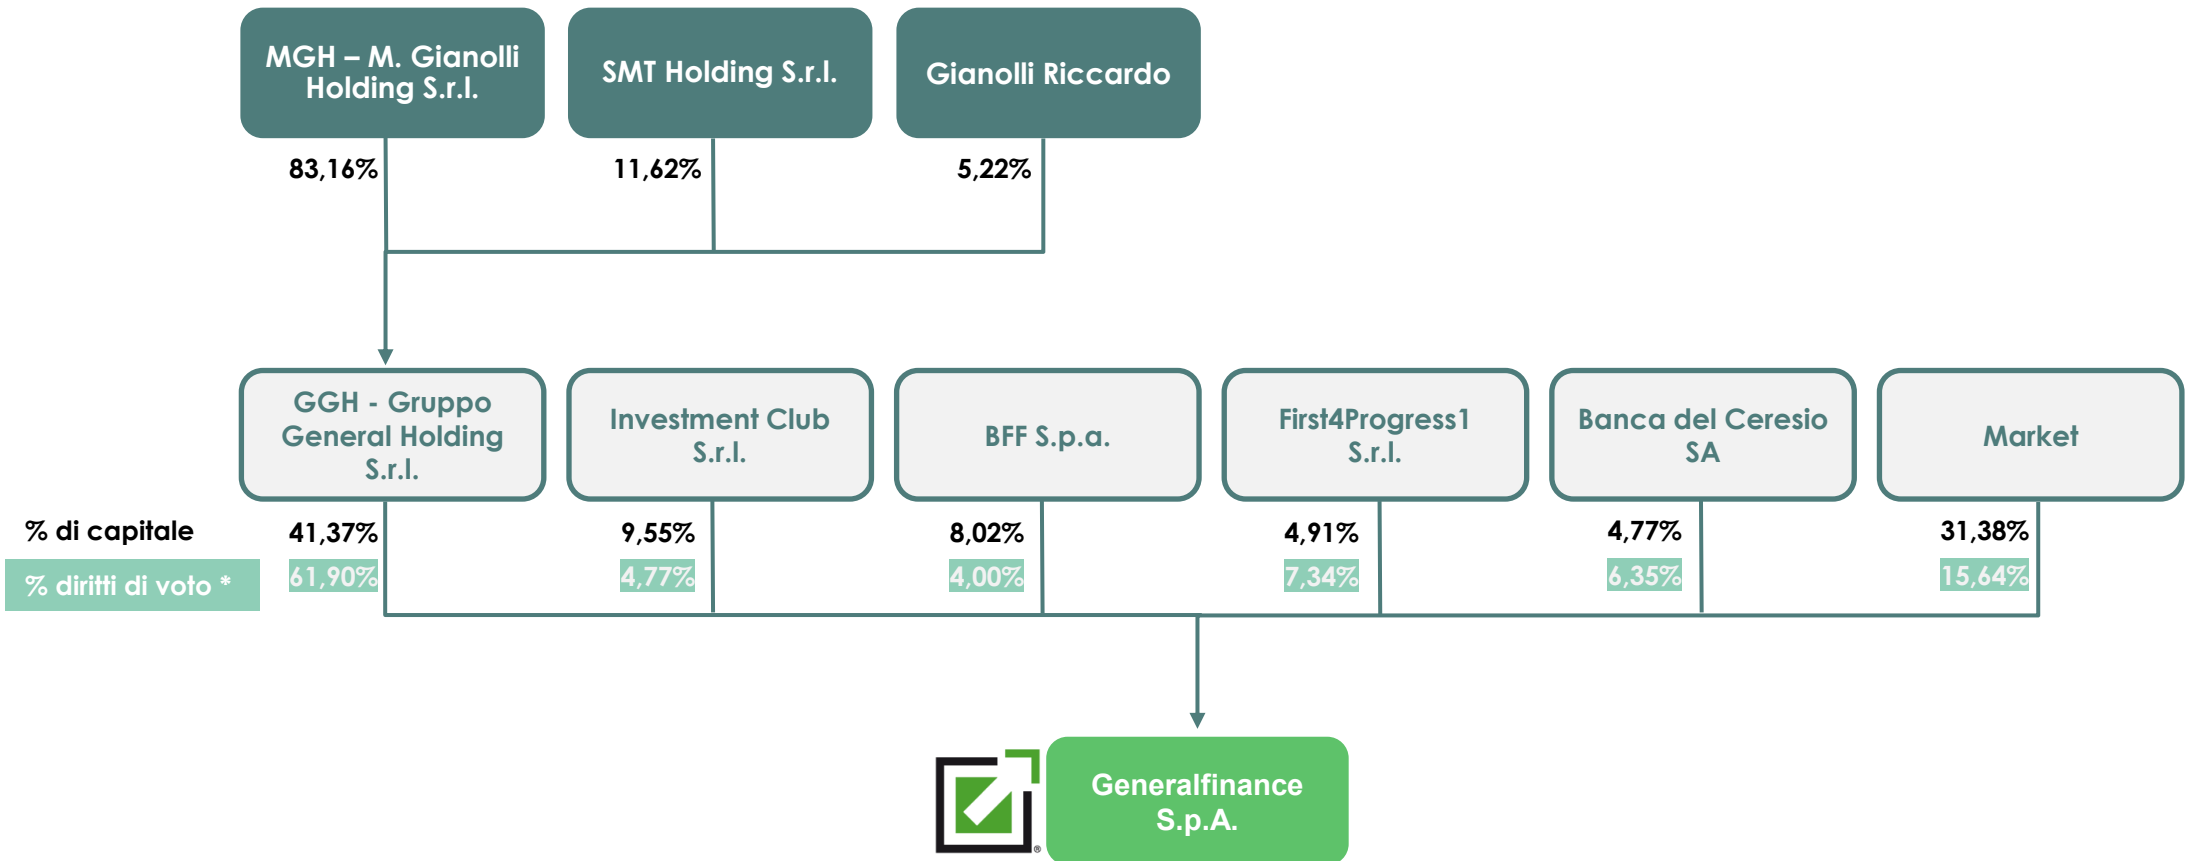 MGH – M. Gianolli
Holding S.r.l.
SMT Holding S.r.l.
Gianolli Riccardo
83,16%
11,62%
5,22%
GGH - Gruppo
General Holding
S.r.l.
Investment Club
S.r.l.
BFF S.p.a.
First4Progress1
S.r.l.
Banca del Ceresio
SA
Market
% di capitale
41,37%
9,55%
8,02%
4,91%
4,77%
31,38%
% diritti di voto *
61,90%
4,77%
4,00%
7,34%
6,35%
15,64%
Generalfinance
S.p.A.
®